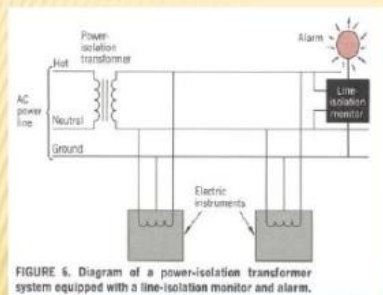 Power-
isolation
transformer
Alarm
Hot
AC
power
line
Line-
isolation
monitor
Neutral
Ground
Electric
instruments
FIGURE 6. Diagram of a power-isolation transformer
system equipped with a line-isolation monitor and alarm.